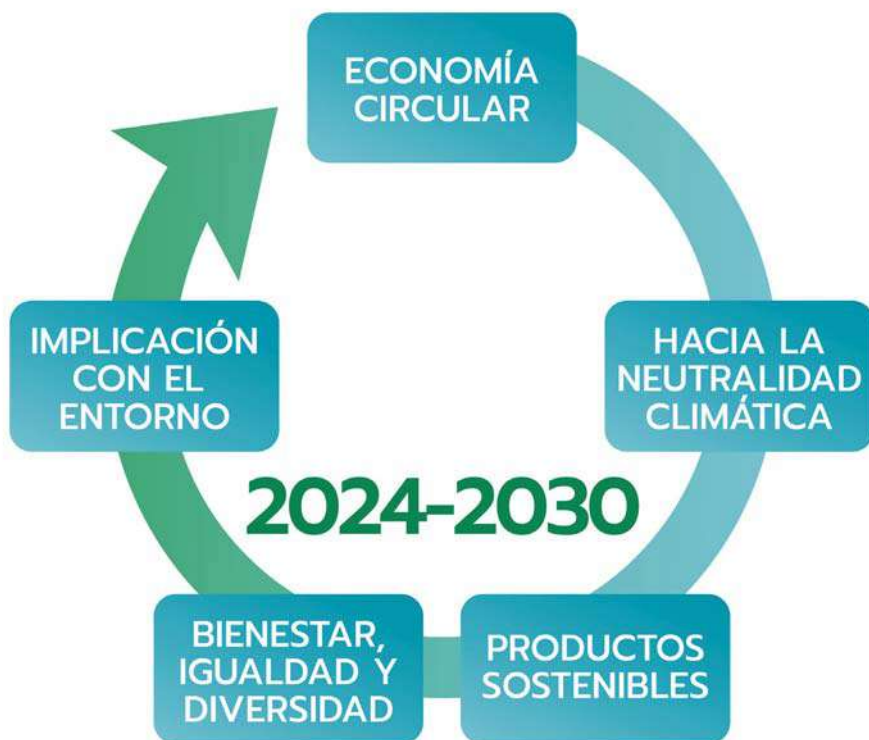 ECONOMÍA
CIRCULAR
HACIA LA
NEUTRALIDAD
CLIMÁTICA
PRODUCTOS
SOSTENIBLES
BIENESTAR,
IGUALDAD Y
DIVERSIDAD
IMPLICACIÓN
CON EL
ENTORNO
2024-2030